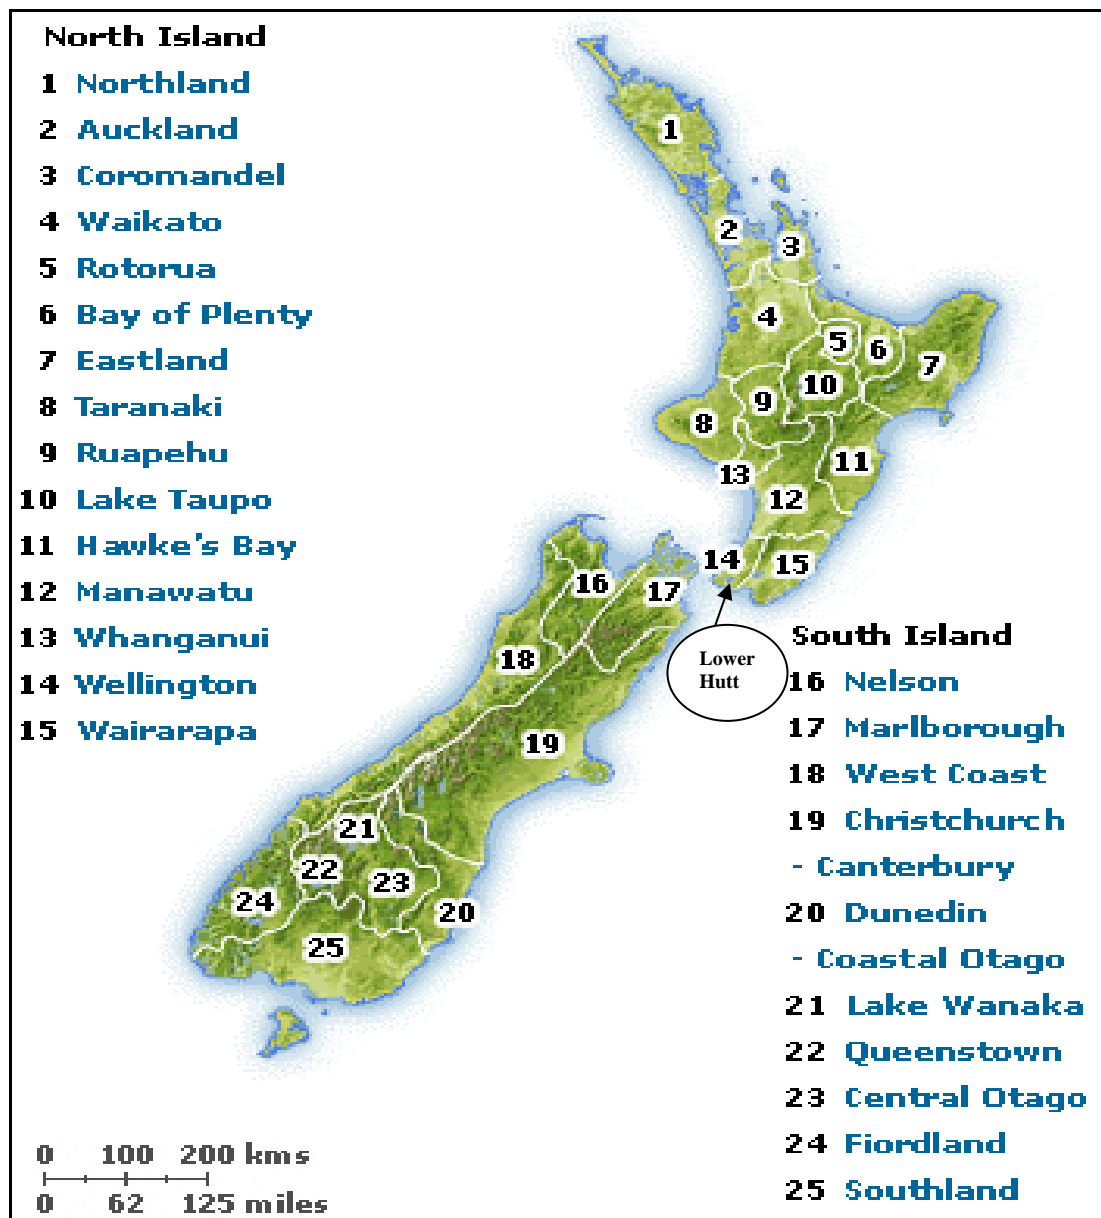 North Island
1 Northland
2 Auckland
3 Coromandel
4 Waikato
5 Rotorua
6 Bay of Plenty
7 Eastland
8 Taranaki
9 Ruapehu
10 Lake Taupo
11 Hawke's Bay
12 Manawatu
13 Whanganui
14 Wellington
15 Wairarapa
1
2
3
4
5
6
7
8
9
10
11
12
13
14
15
16
17
18
19
20
21
22
23
24
25
Lower
Hutt
South Island
16 Nelson
17 Marlborough
18 West Coast
19 Christchurch
- Canterbury
20 Dunedin
- Coastal Otago
21 Lake Wanaka
22 Queenstown
23 Central Otago
24 Fiordland
25 Southland
0 100 200 kms
0 62 125 miles